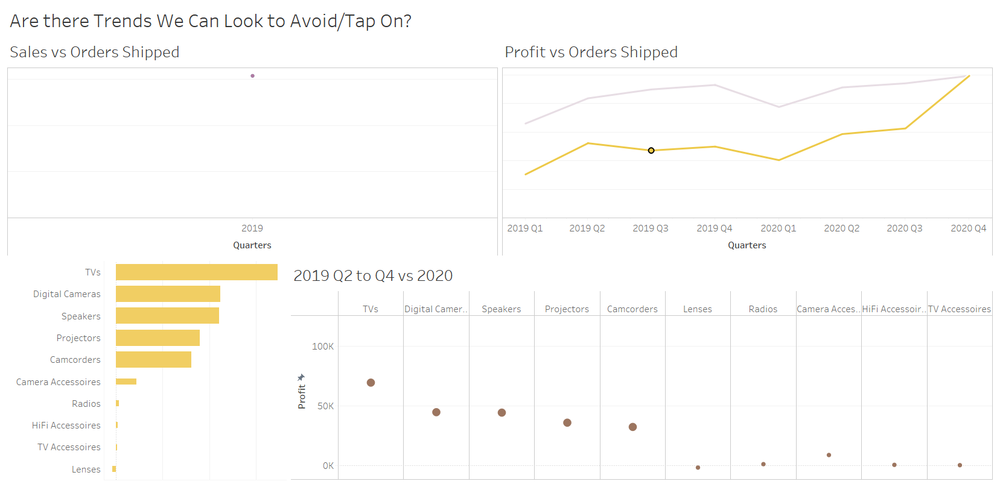 Are there Trends We Can Look to Avoid/Tap On?
Sales vs Orders Shipped
2019
Quarters
Profit vs Orders Shipped
2019 Q1 2019 Q2 2019 Q3 2019 Q4 2020 Q1 2020 Q2 2020 Q3 2020 Q4
Quarters
TVs
Digital Cameras
Speakers
Projectors
Camcorders
Camera Accessoires
Radios
HiFi Accessoires
TV Accessoires
Lenses
2019 Q2 to Q4 vs 2020
TVs Digital Camer.. Speakers Projectors Camcorders Lenses Radios Camera Acces.. HiFi Accessoir.. TV Accessoires
100K
50K
0K
Profit